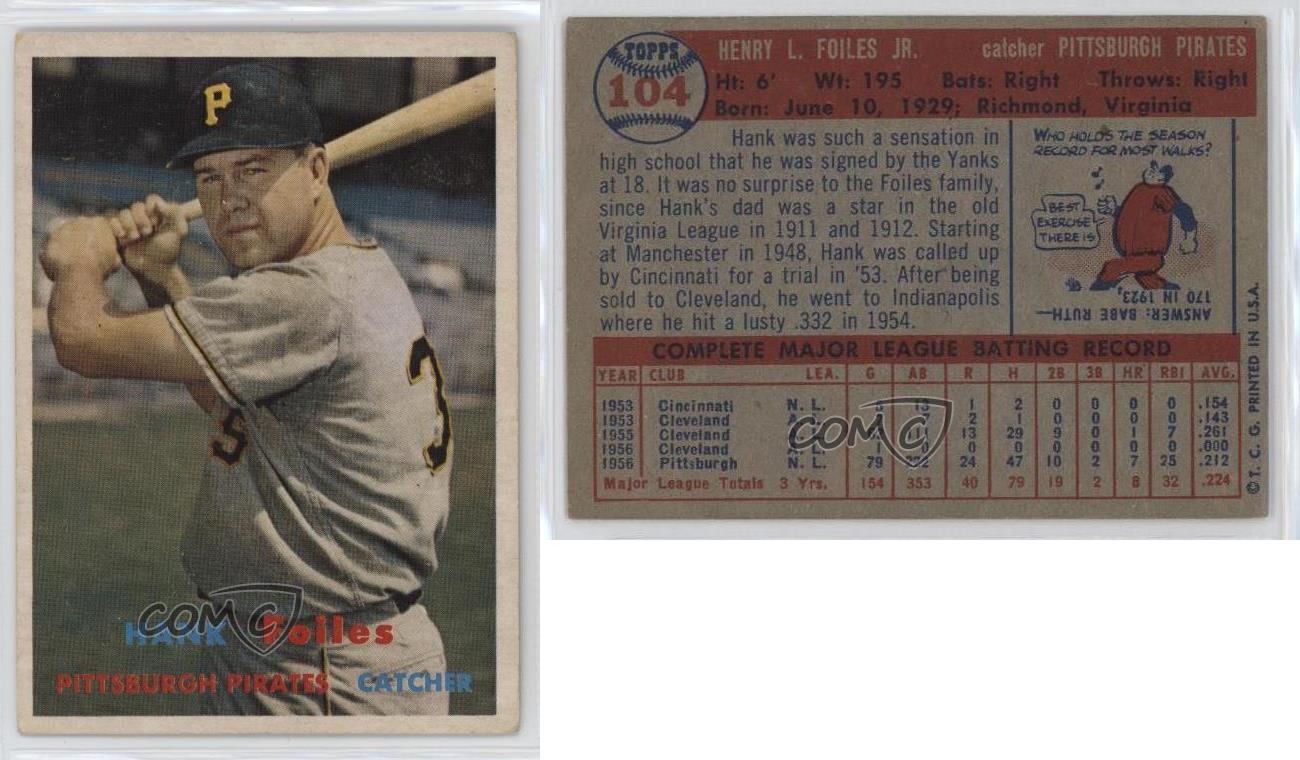 P
3
S
COMC
HANK Foiles
PITTSBURGH PIRATES CATCHER
TOPPS
104
HENRY L. FOILES JR. catcher PITTSBURGH PIRATES
Ht: 6' Wt: 195 Bats: Right Throws: Right
Born: June 10, 1929; Richmond, Virginia
Hank was such a sensation in
high school that he was signed by the Yanks
at 18. It was no surprise to the Foiles family,
since Hank's dad was a star in the old
Virginia League in 1911 and 1912. Starting
at Manchester in 1948, Hank was called up
by Cincinnati for a trial in '53. After being
sold to Cleveland, he went to Indianapolis
where he hit a lusty .332 in 1954.
WHO HOLDS THE SEASON
RECORD FOR MOST WALKS?
BEST
EXERCISE
THERE IS
ANSWER: BABE RUTH—
170 IN 1923,
COMPLETE MAJOR LEAGUE BATTING RECORD
YEAR CLUB LEA. G AB R H 2B 3B HR RBI AVG.
1953 Cincinnati N. L. 13 1 2 0 0 0 0 .154
1953 Cleveland 7 2 1 0 0 0 0 .143
1955 Cleveland 13 29 9 0 1 7 .261
1956 Cleveland 1 0 0 0 0 0 0 0 .000
1956 Pittsburgh N. L. 79 24 47 10 2 7 25 .212
Major League Totals 3 Yrs. 154 353 40 79 19 2 8 32 .224
COMC
© T. C. G. PRINTED IN U.S.A.